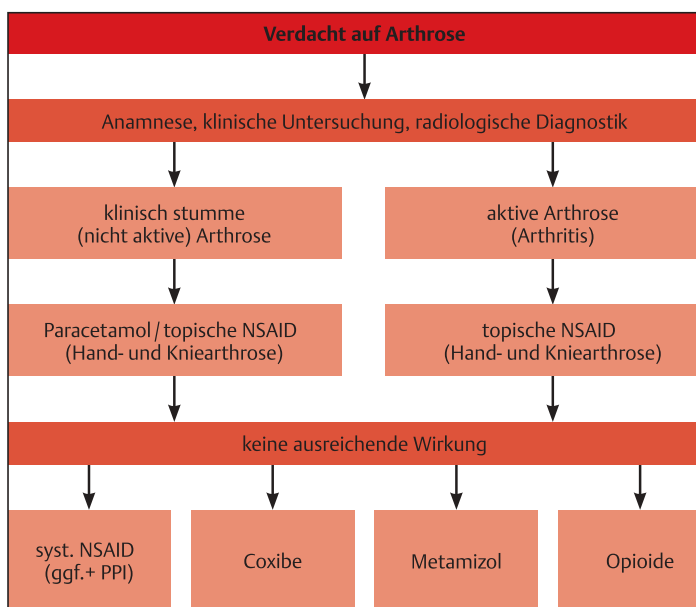 Verdacht auf Arthrose
Anamnese, klinische Untersuchung, radiologische Diagnostik
klinisch stumme
(nicht aktive) Arthrose
aktive Arthrose
(Arthritis)
Paracetamol / topische NSAID
(Hand- und Kniearthrose)
topische NSAID
(Hand- und Kniearthrose)
keine ausreichende Wirkung
syst. NSAID
(ggf.+ PPI)
Coxibe
Metamizol
Opioide